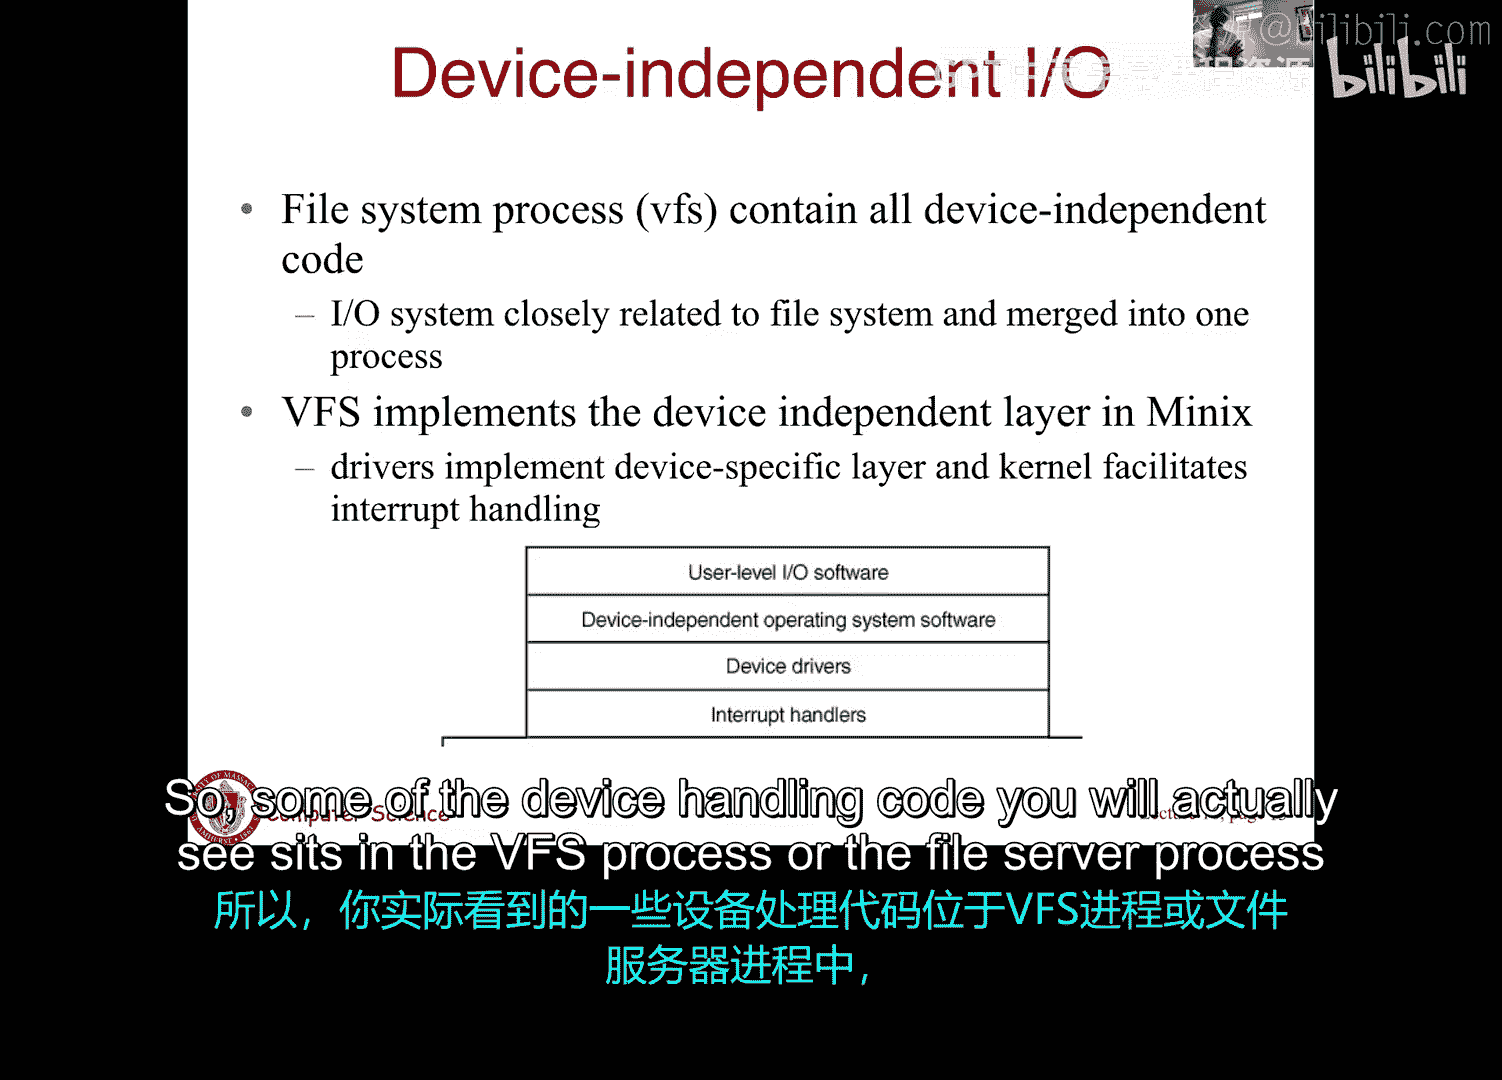 @bilibili.com
bilibili
Device-independent I/O
• File system process (vfs) contain all device-independent
code
– I/O system closely related to file system and merged into one
process
• VFS implements the device independent layer in Minix
– drivers implement device-specific layer and kernel facilitates
interrupt handling
User-level I/O software
Device-independent operating system software
Device drivers
Interrupt handlers
Computer Science
So, some of the device handling code you will actually
see sits in the VFS process or the file server process
所以，你实际看到的一些设备处理代码位于VFS进程或文件
服务器进程中，